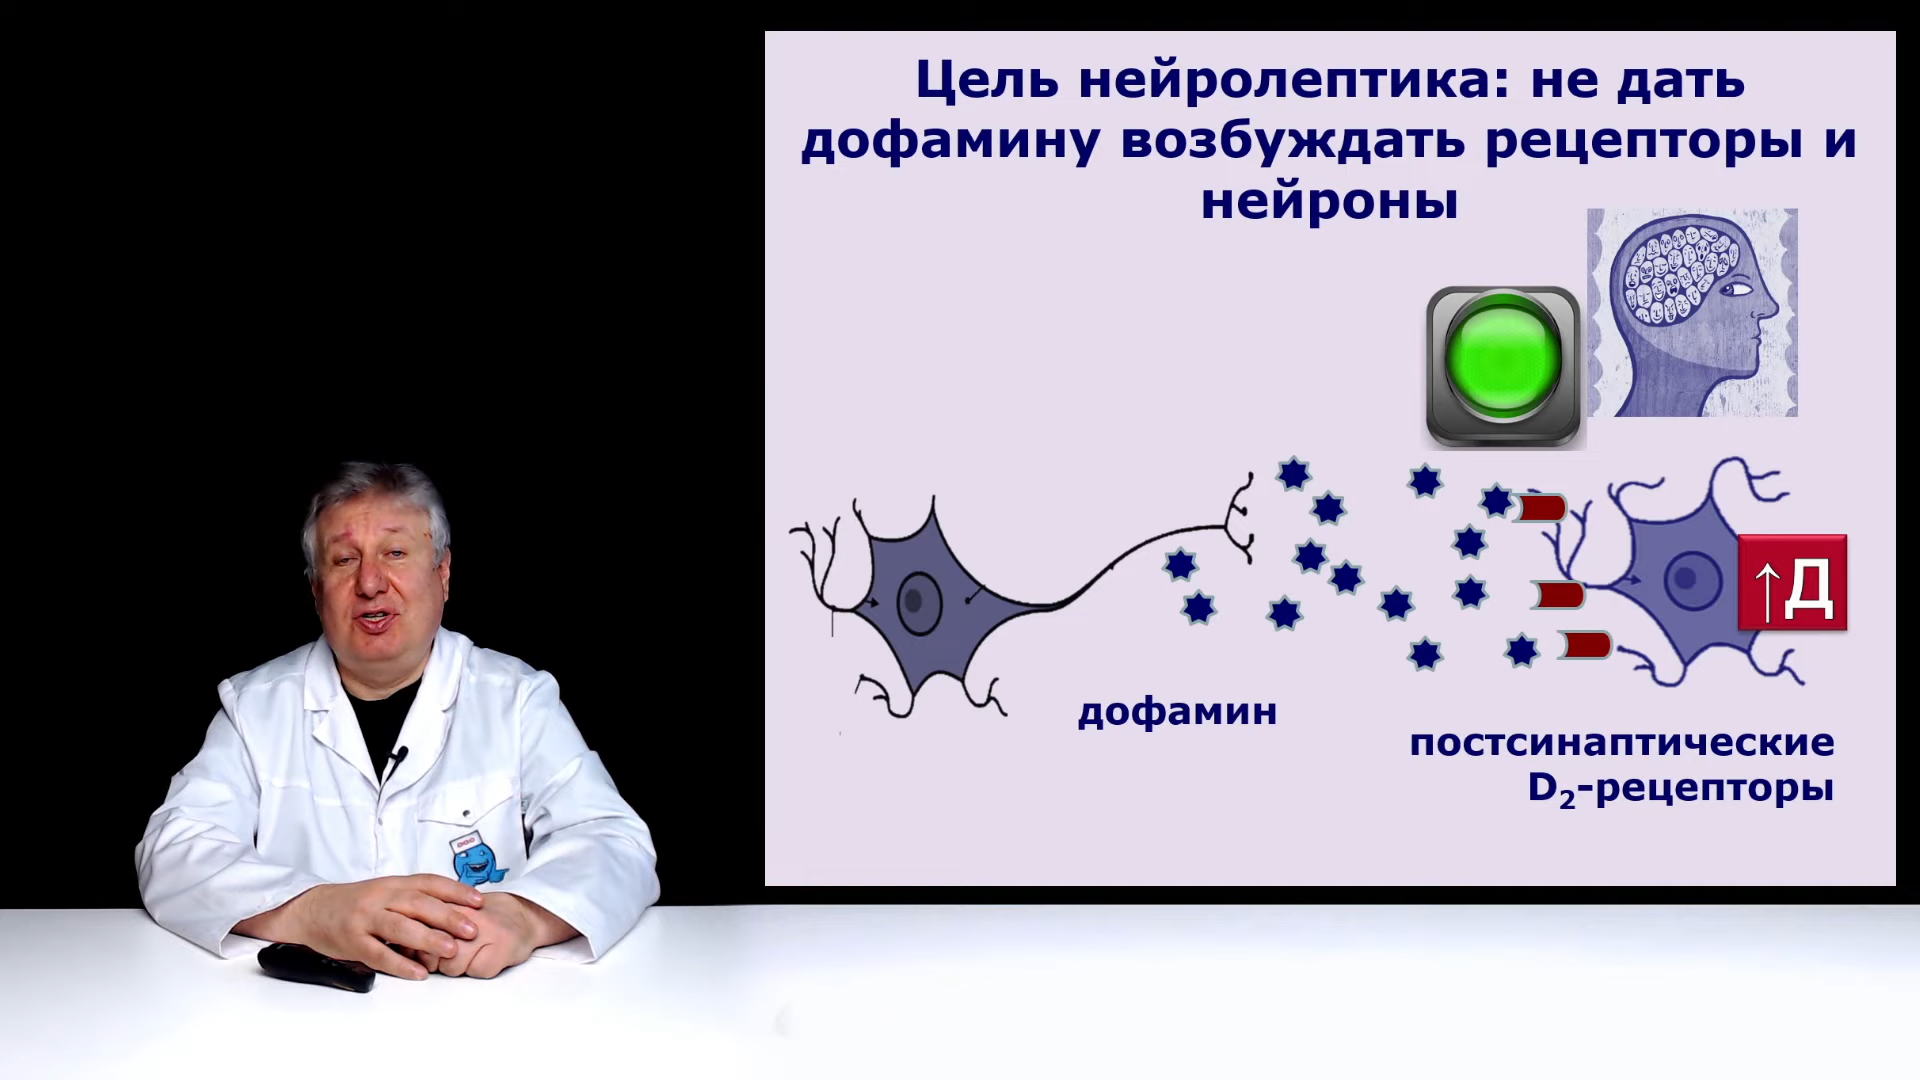 Цель нейролептика: не дать
дофамину возбуждать рецепторы и
нейроны
↑Д
дофамин
постсинаптические
D₂-рецепторы